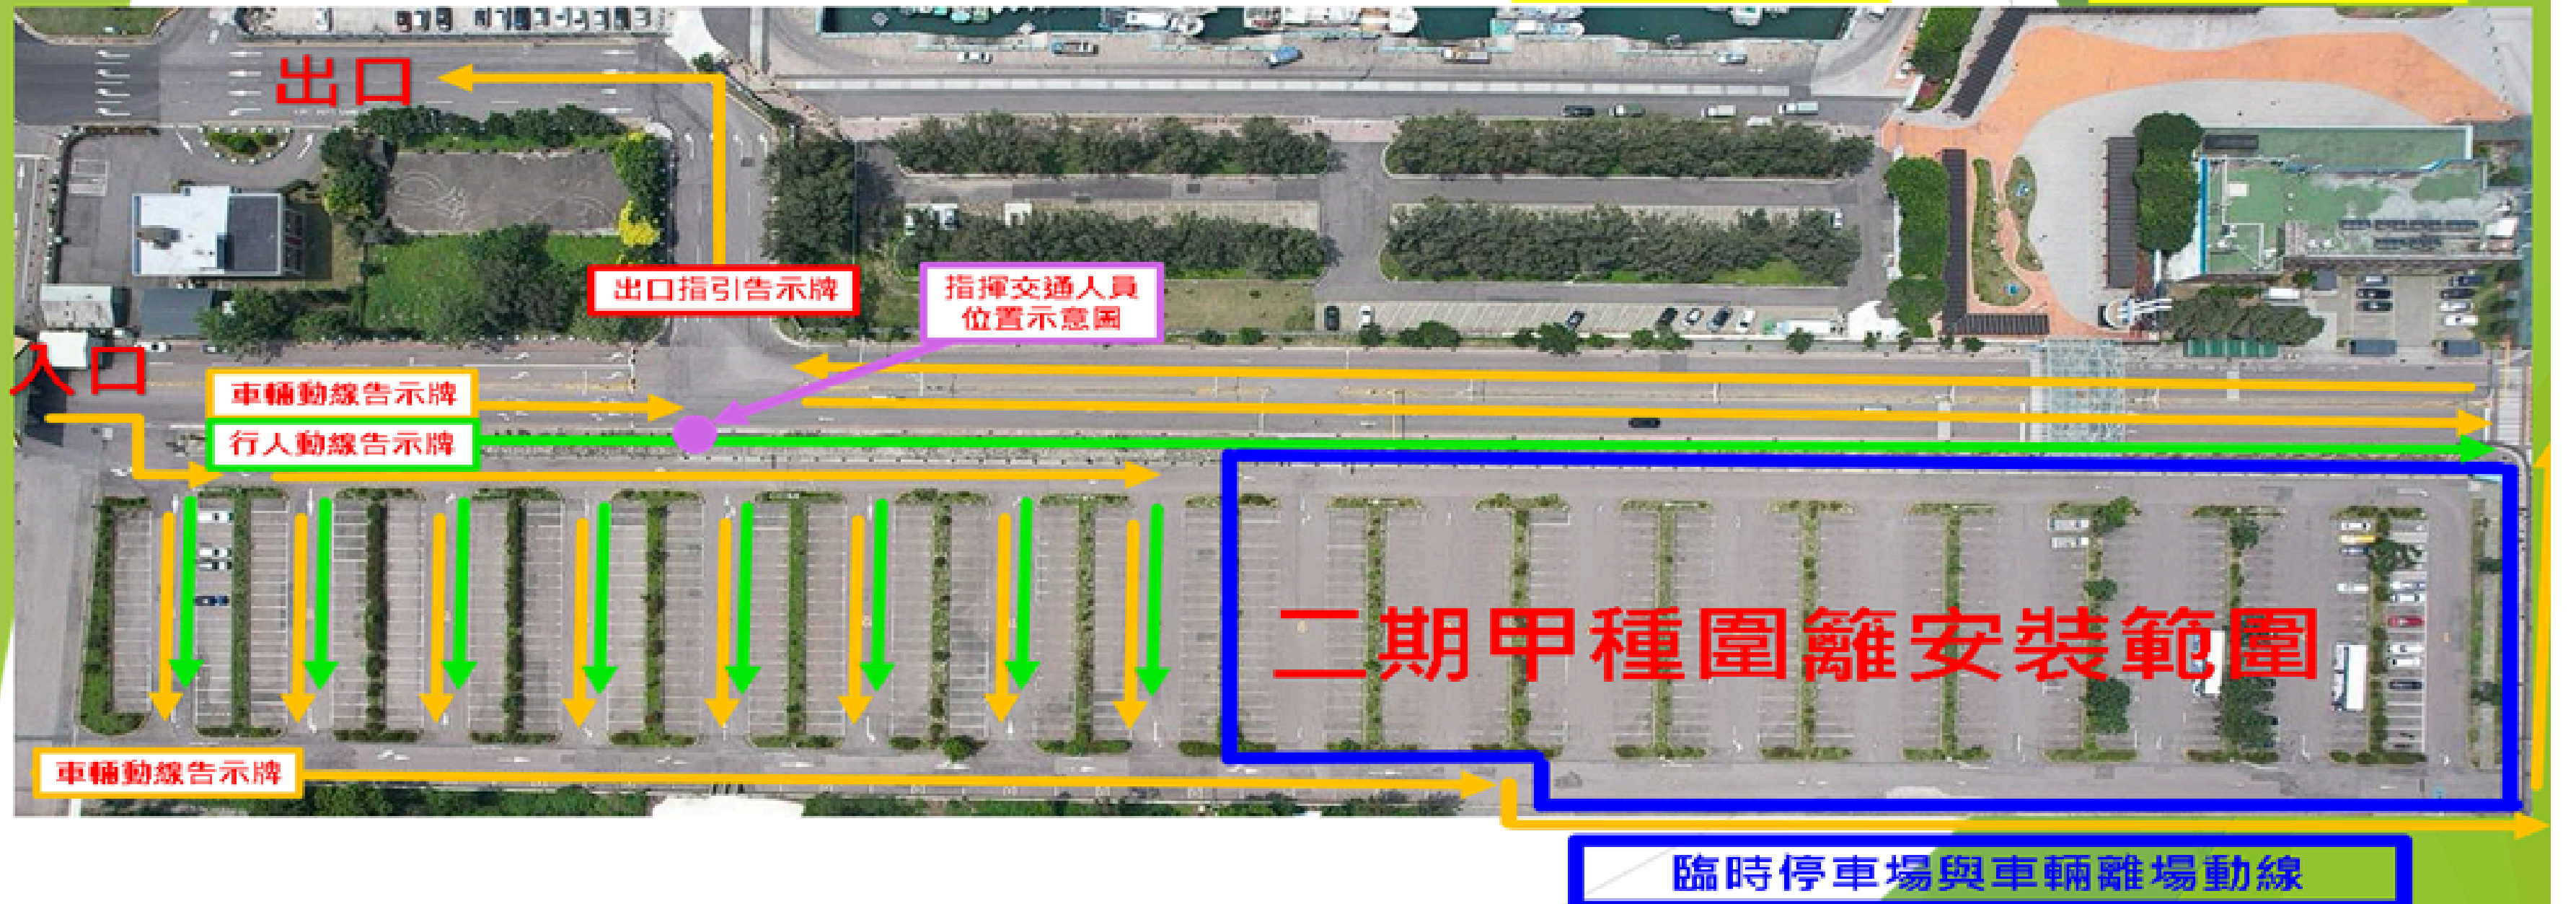 出口
出口指引告示牌
指揮交通人員
位置示意圖
入口
車輛動線告示牌
行人動線告示牌
二期甲種圍籬安裝範圍
車輛動線告示牌
臨時停車場與車輛離場動線